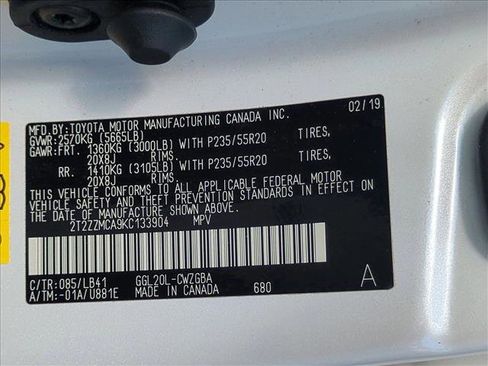 MFD. BY:TOYOTA MOTOR MANUFACTURING CANADA INC. 02/19
GVWR:2570KG (5665LB)
GAWR:FRT. 1360KG (3000LB) WITH P235/55R20 TIRES,
20X8J RIMS.
RR. 1410KG (3105LB) WITH P235/55R20 TIRES,
20X8J RIMS.
THIS VEHICLE CONFORMS TO ALL APPLICABLE FEDERAL MOTOR
VEHICLE SAFETY AND THEFT PREVENTION STANDARDS IN EFFECT ON
THE DATE OF MANUFACTURE SHOWN ABOVE.
2T2ZZMCA9KC133904 MPV
C/TR:085/LB41 GGL20L-CWZGBA A
A/TM:-01A/U881E MADE IN CANADA 680